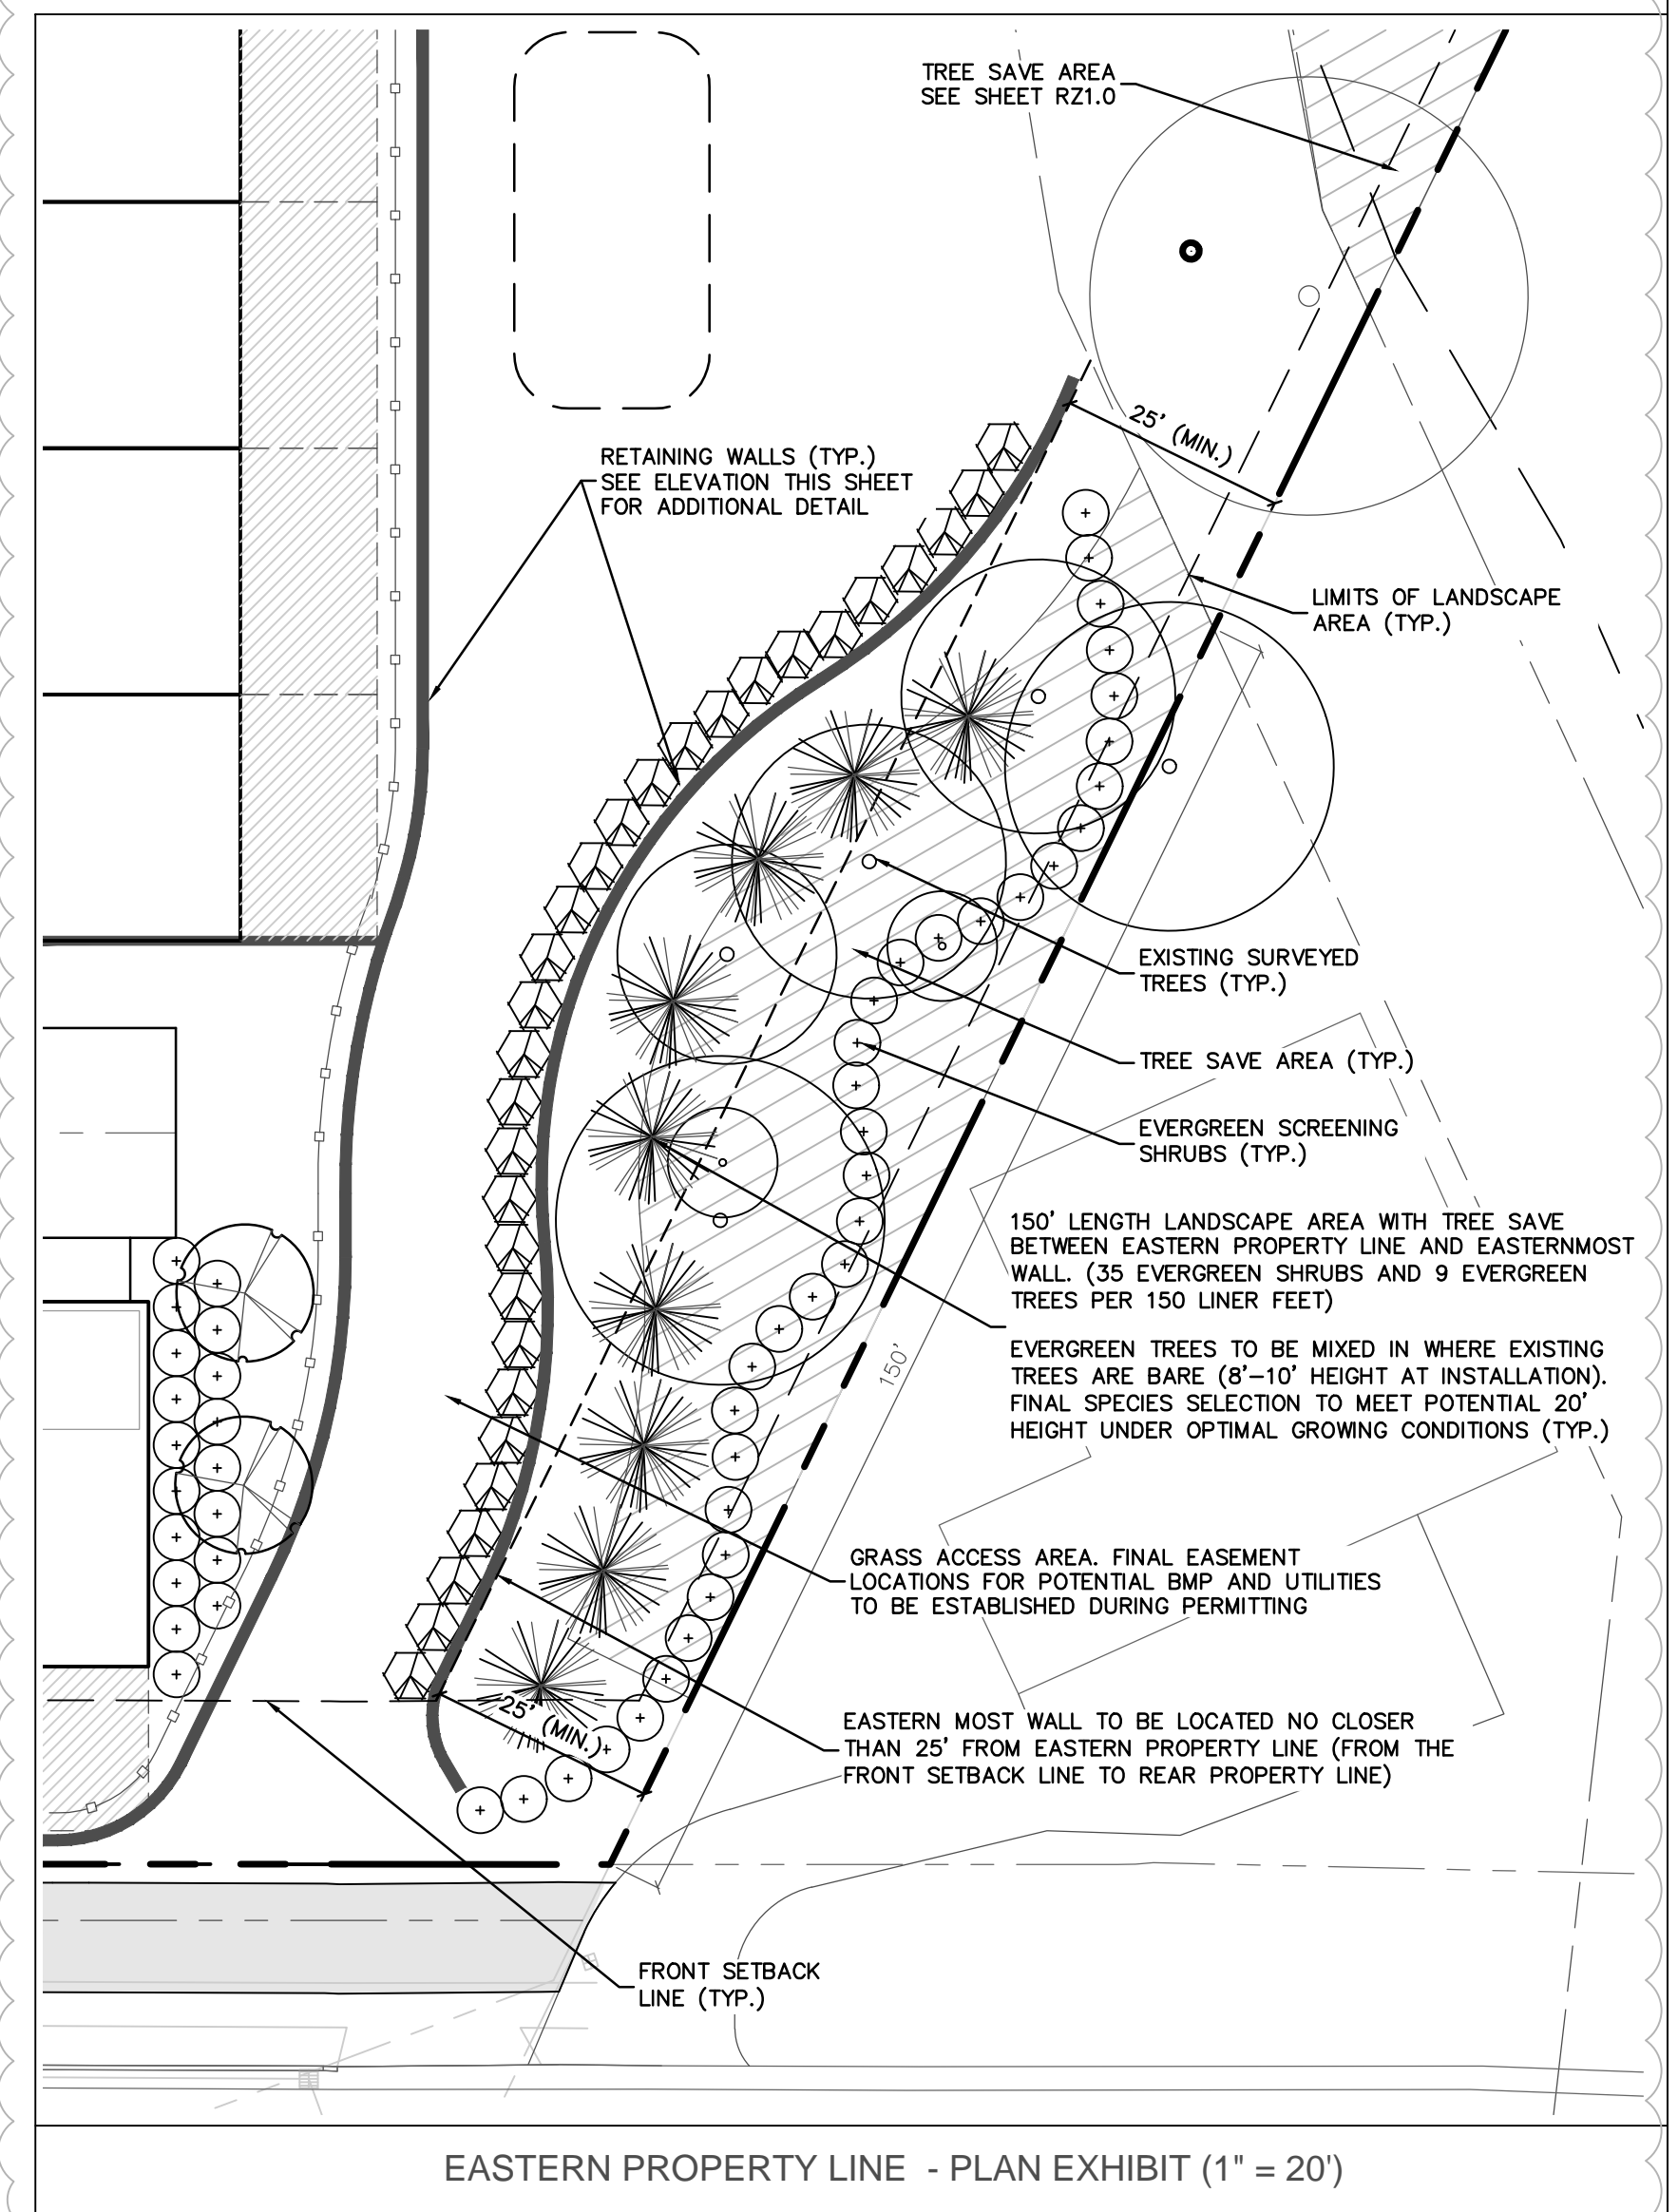 TREE SAVE AREA
SEE SHEET RZ1.0
25' (MIN.)
RETAINING WALLS (TYP.)
SEE ELEVATION THIS SHEET
FOR ADDITIONAL DETAIL
LIMITS OF LANDSCAPE
AREA (TYP.)
EXISTING SURVEYED
TREES (TYP.)
TREE SAVE AREA (TYP.)
EVERGREEN SCREENING
SHRUBS (TYP.)
150' LENGTH LANDSCAPE AREA WITH TREE SAVE
BETWEEN EASTERN PROPERTY LINE AND EASTERNMOST
WALL. (35 EVERGREEN SHRUBS AND 9 EVERGREEN
TREES PER 150 LINER FEET)
150'
EVERGREEN TREES TO BE MIXED IN WHERE EXISTING
TREES ARE BARE (8'-10' HEIGHT AT INSTALLATION).
FINAL SPECIES SELECTION TO MEET POTENTIAL 20'
HEIGHT UNDER OPTIMAL GROWING CONDITIONS (TYP.)
GRASS ACCESS AREA. FINAL EASEMENT
LOCATIONS FOR POTENTIAL BMP AND UTILITIES
TO BE ESTABLISHED DURING PERMITTING
25' (MIN.)
EASTERN MOST WALL TO BE LOCATED NO CLOSER
THAN 25' FROM EASTERN PROPERTY LINE (FROM THE
FRONT SETBACK LINE TO REAR PROPERTY LINE)
FRONT SETBACK
LINE (TYP.)
EASTERN PROPERTY LINE - PLAN EXHIBIT (1" = 20')